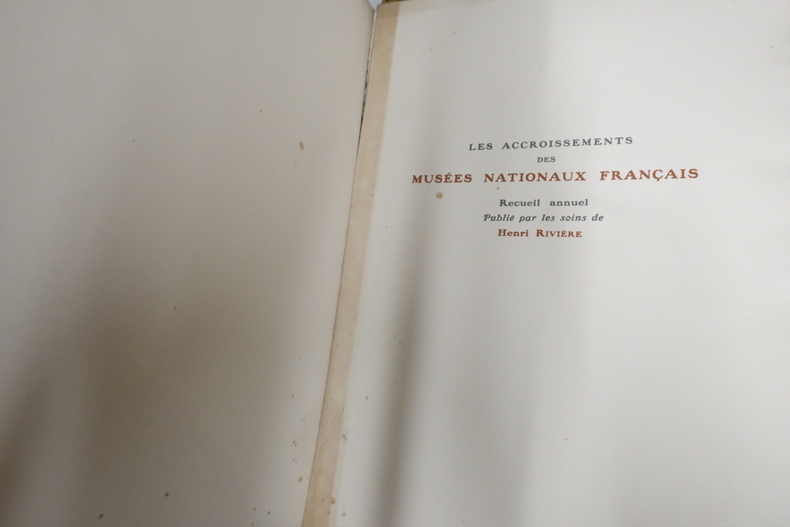 LES ACCROISSEMENTS
DES
MUSÉES NATIONAUX FRANÇAIS
Recueil annuel
Publié par les soins de
Henri RIVIÈRE